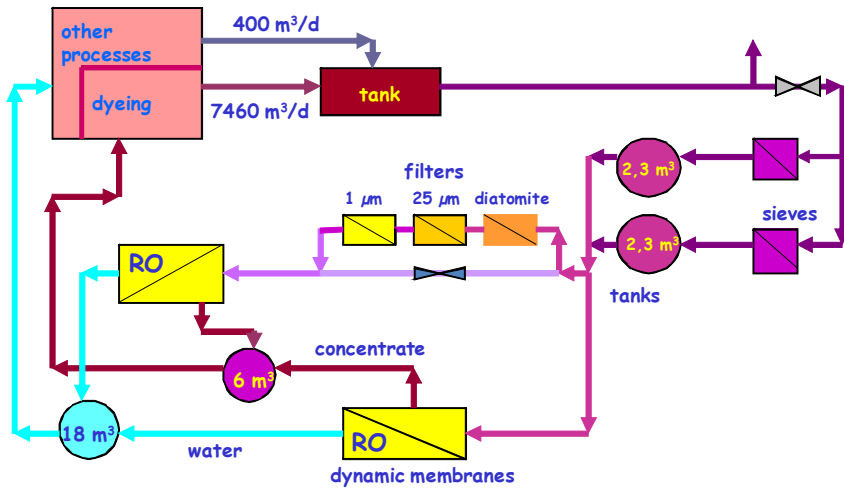 other
processes
400 m³/d
dyeing
tank
7460 m³/d
2,3 m³
filters
1 µm
25 µm
diatomite
sieves
2,3 m³
RO
tanks
concentrate
6 m³
18 m³
RO
water
dynamic membranes